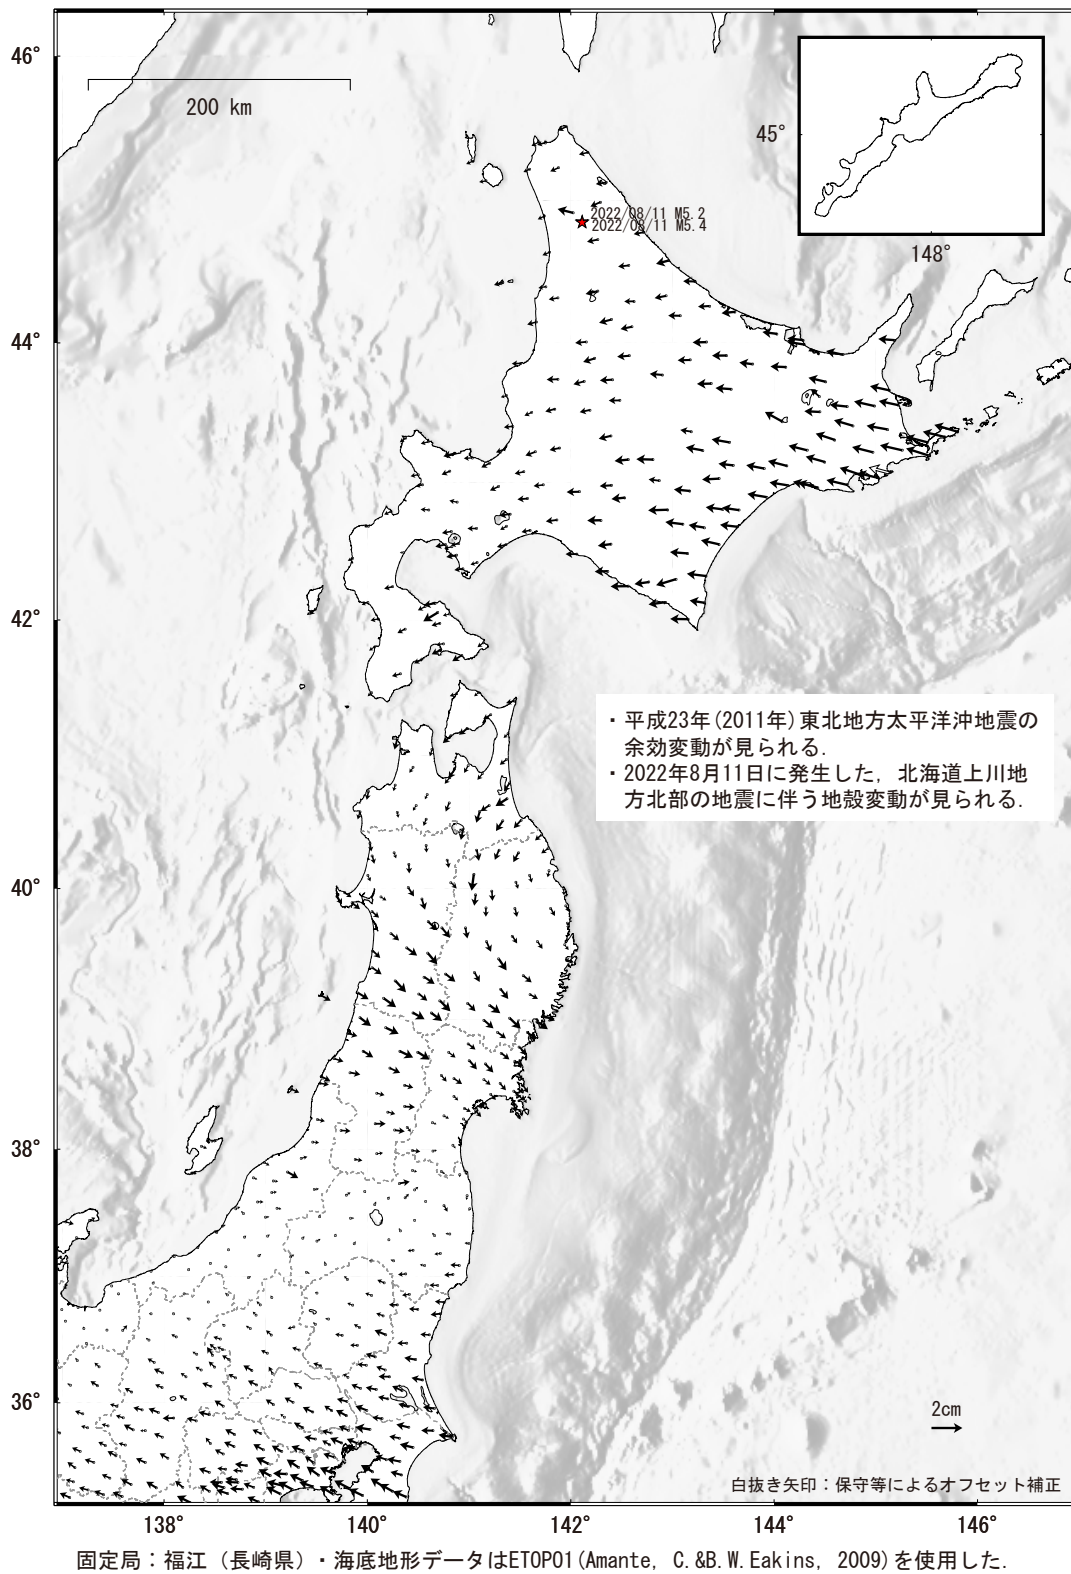 46°
200 km
45°
148°
2022/08/11 M5.2
2022/08/11 M5.4
44°
42°
・平成23年(2011年)東北地方太平洋沖地震の
余効変動が見られる.
・2022年8月11日に発生した, 北海道上川地
方北部の地震に伴う地殻変動が見られる.
40°
38°
36°
2cm
白抜き矢印：保守等によるオフセット補正
138° 140° 142° 144° 146°
固定局：福江（長崎県）・海底地形データはETOPO1(Amante, C.&B.W.Eakins, 2009)を使用した.